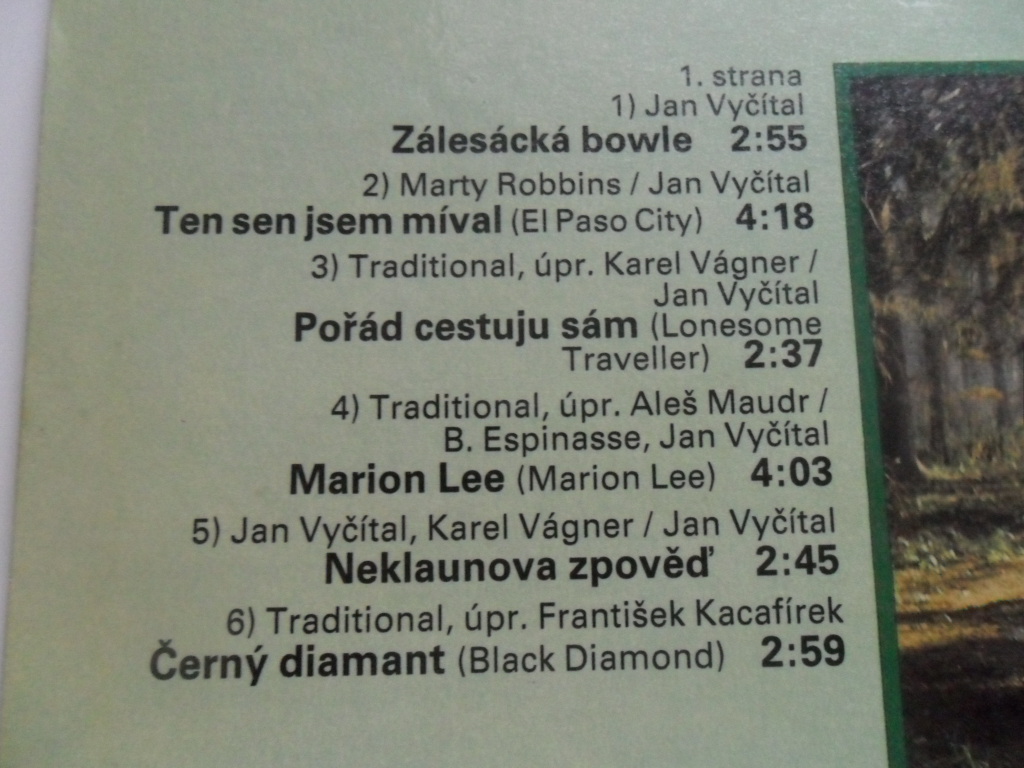 1. strana
1) Jan Vyčítal
Zálesácká bowle 2:55
2) Marty Robbins / Jan Vyčítal
Ten sen jsem míval (El Paso City) 4:18
3) Traditional, úpr. Karel Vágner /
Jan Vyčítal
Pořád cestuju sám (Lonesome
Traveller) 2:37
4) Traditional, úpr. Aleš Maudr /
B. Espinasse, Jan Vyčítal
Marion Lee (Marion Lee) 4:03
5) Jan Vyčítal, Karel Vágner / Jan Vyčítal
Neklaunova zpověď 2:45
6) Traditional, úpr. František Kacafírek
Černý diamant (Black Diamond) 2:59